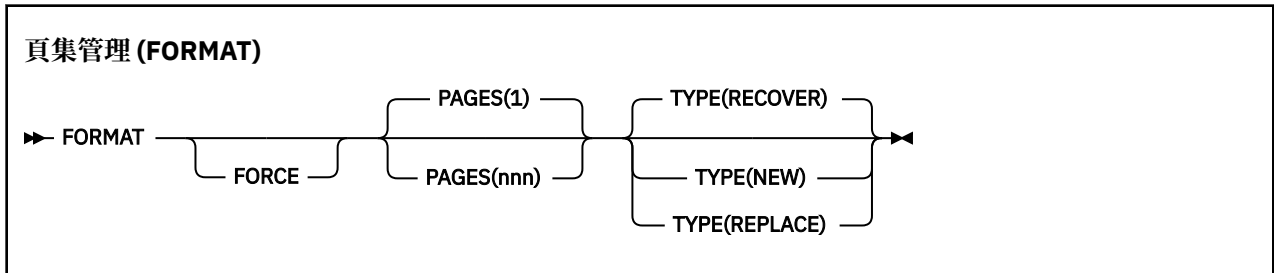 頁集管理 (FORMAT)
PAGES(1) TYPE(RECOVER)
FORMAT
FORCE PAGES(nnn) TYPE(NEW)
TYPE(REPLACE)